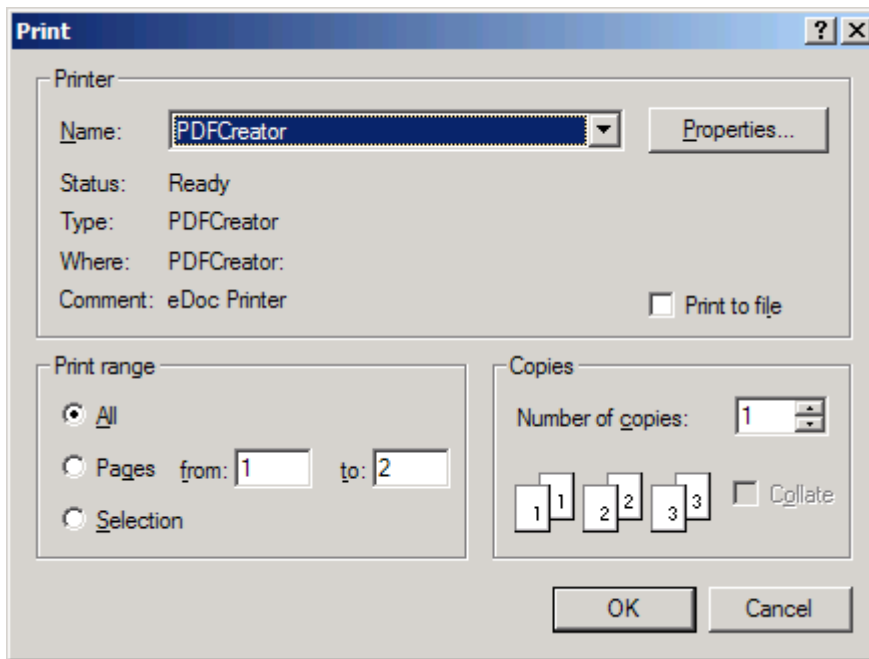 Print
Printer
Name: PDFCreator Properties...
Status: Ready
Type: PDFCreator
Where: PDFCreator:
Comment: eDoc Printer Print to file
Print range
All
Pages from: 1 to: 2
Selection
Copies
Number of copies: 1
1 1 2 2 3 3 Collate
OK Cancel